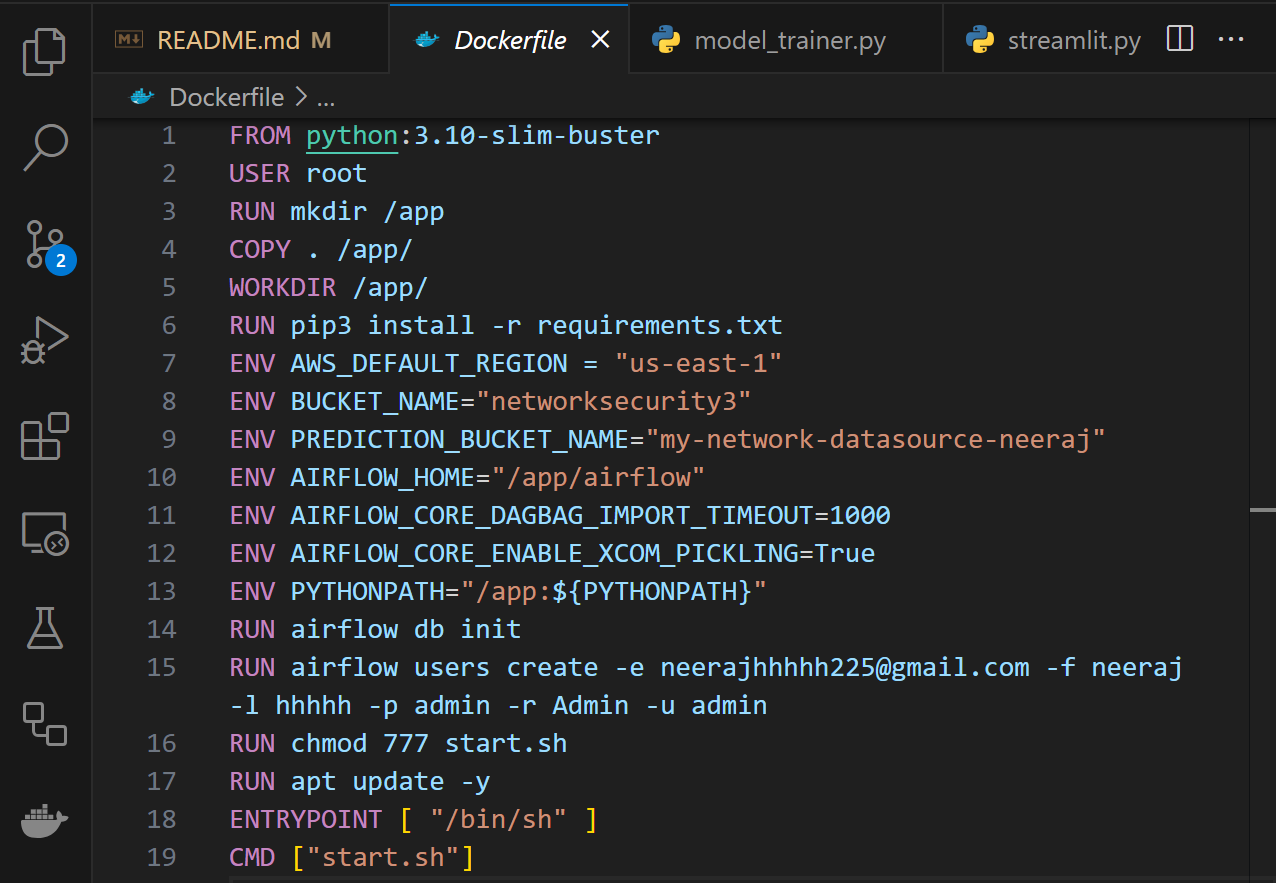 README.md M
Dockerfile
model_trainer.py
streamlit.py
Dockerfile > ...
1 FROM python:3.10-slim-buster
2 USER root
3 RUN mkdir /app
4 COPY . /app/
5 WORKDIR /app/
6 RUN pip3 install -r requirements.txt
7 ENV AWS_DEFAULT_REGION = "us-east-1"
8 ENV BUCKET_NAME="networksecurity3"
9 ENV PREDICTION_BUCKET_NAME="my-network-datasource-neeraj"
10 ENV AIRFLOW_HOME="/app/airflow"
11 ENV AIRFLOW_CORE_DAGBAG_IMPORT_TIMEOUT=1000
12 ENV AIRFLOW_CORE_ENABLE_XCOM_PICKLING=True
13 ENV PYTHONPATH="/app:${PYTHONPATH}"
14 RUN airflow db init
15 RUN airflow users create -e neerajhhhhh225@gmail.com -f neeraj
-l hhhhh -p admin -r Admin -u admin
16 RUN chmod 777 start.sh
17 RUN apt update -y
18 ENTRYPOINT [ "/bin/sh" ]
19 CMD ["start.sh"]
2